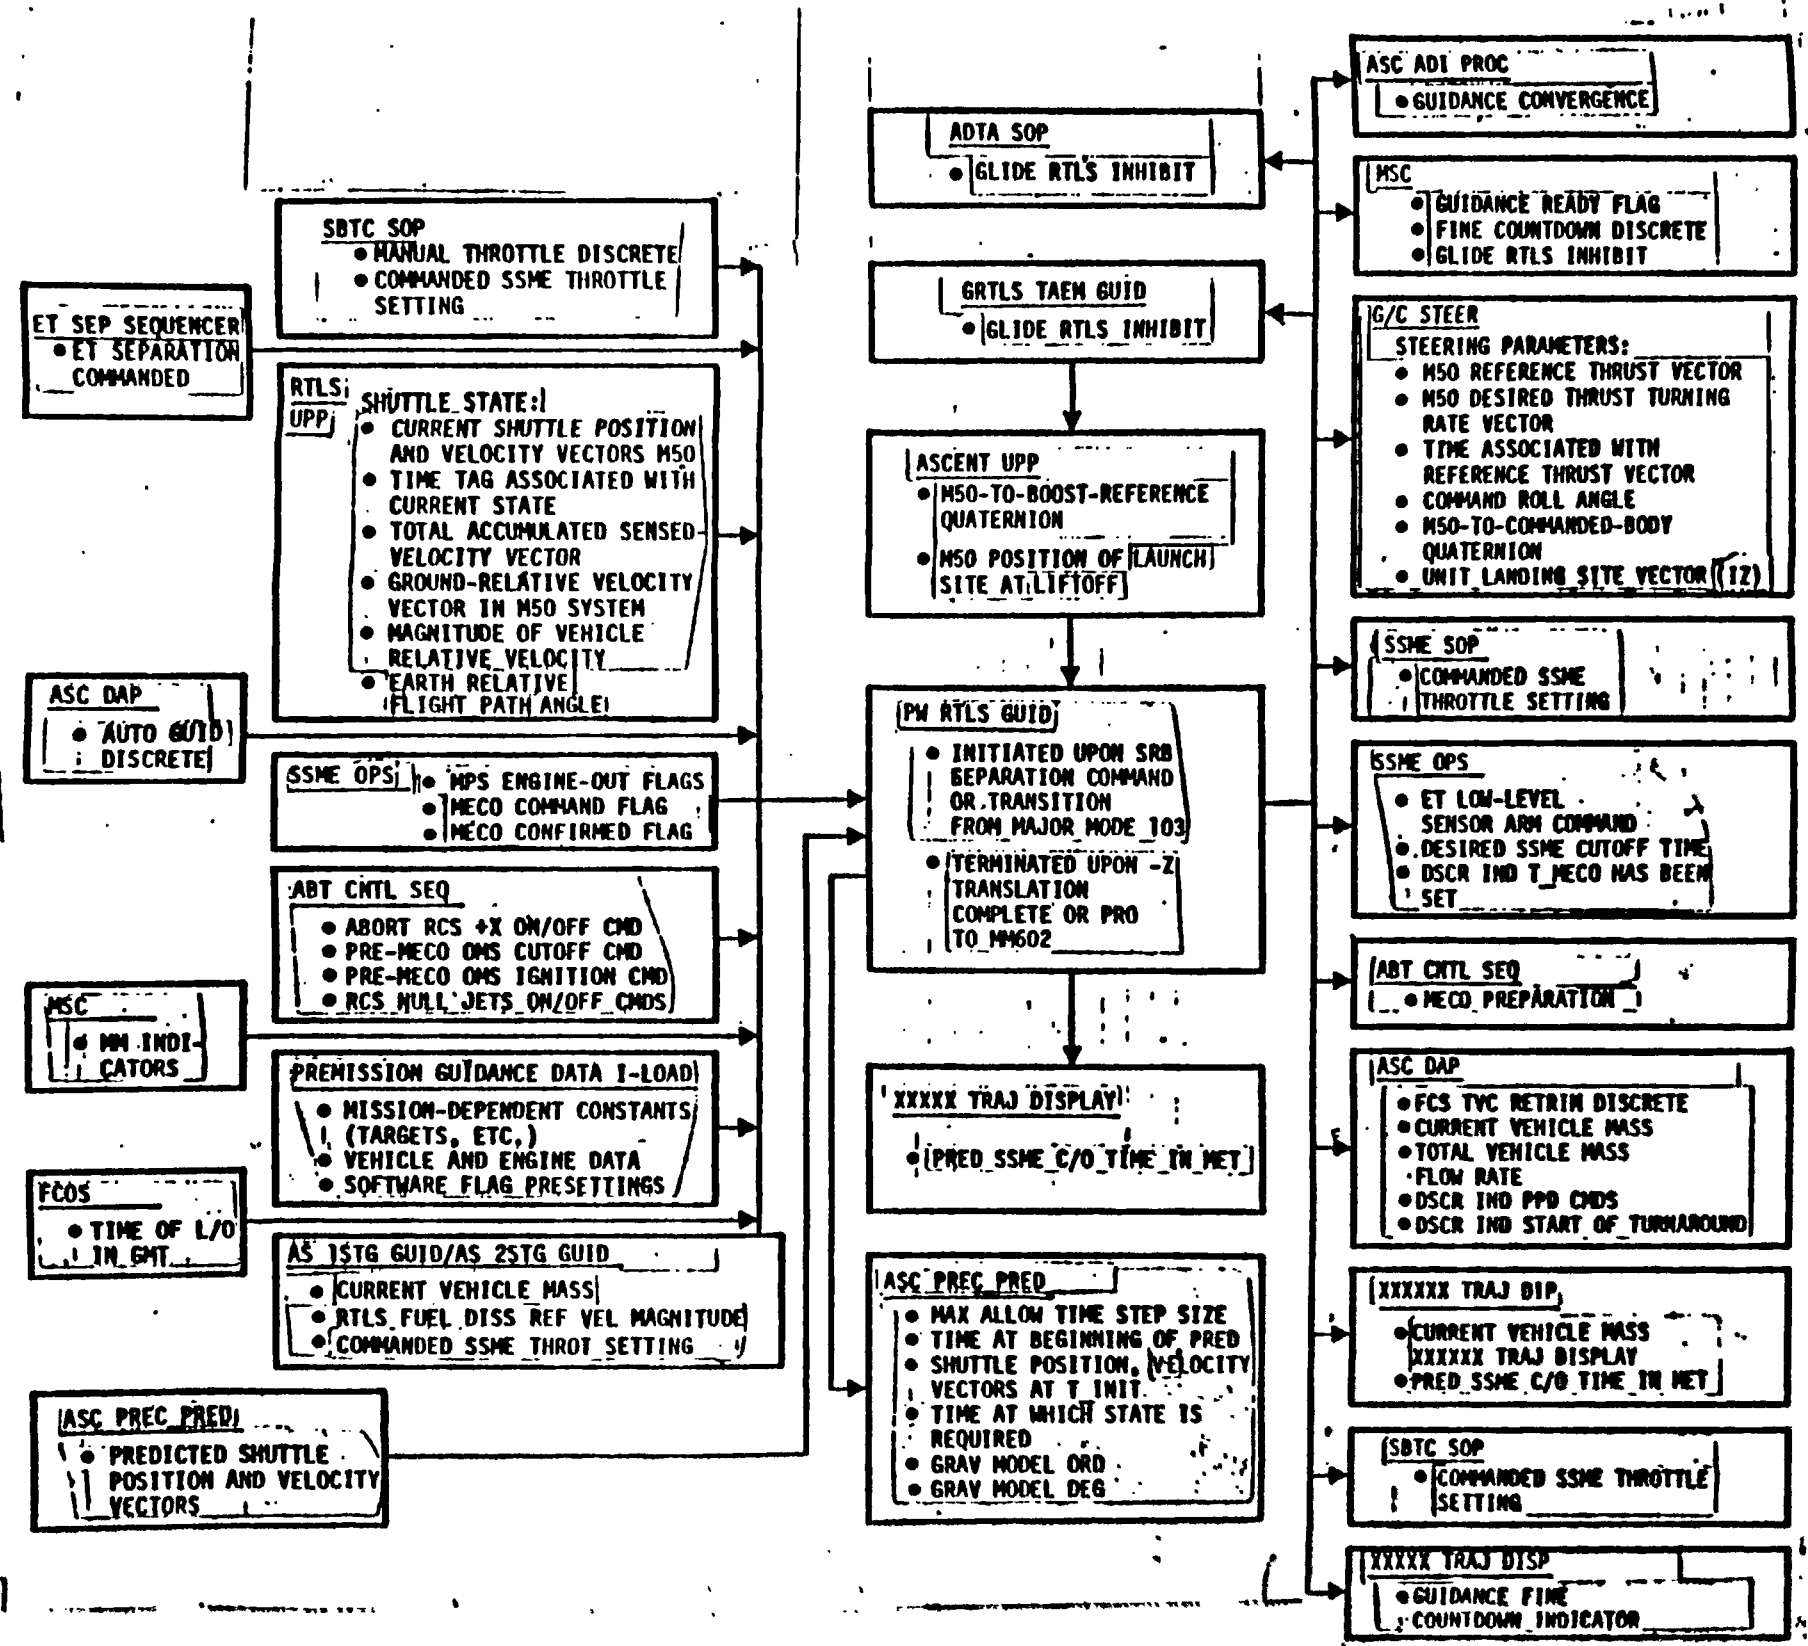 ET SEP SEQUENCER
● ET SEPARATION
COMMANDED
ASC DAP
● AUTO GUID
DISCRETE
MSC
● MM INDI-
CATORS
FCOS
● TIME OF L/O
IN GMT
ASC PREC PRED
● PREDICTED SHUTTLE
POSITION AND VELOCITY
VECTORS
SBTC SOP
● MANUAL THROTTLE DISCRETE
● COMMANDED SSME THROTTLE
SETTING
RTLS
UPP
SHUTTLE STATE:
● CURRENT SHUTTLE POSITION
AND VELOCITY VECTORS M50
● TIME TAG ASSOCIATED WITH
CURRENT STATE
● TOTAL ACCUMULATED SENSED
VELOCITY VECTOR
● GROUND-RELATIVE VELOCITY
VECTOR IN M50 SYSTEM
● MAGNITUDE OF VEHICLE
RELATIVE VELOCITY
● EARTH RELATIVE
FLIGHT PATH ANGLE
SSME OPS ● MPS ENGINE-OUT FLAGS
● MECO COMMAND FLAG
● MECO CONFIRMED FLAG
ABT CNTL SEQ
● ABORT RCS +X ON/OFF CMD
● PRE-MECO OMS CUTOFF CMD
● PRE-MECO OMS IGNITION CMD
● RCS NULL JETS ON/OFF CMDS
PREMISSION GUIDANCE DATA I-LOAD
● MISSION-DEPENDENT CONSTANTS
(TARGETS, ETC.)
● VEHICLE AND ENGINE DATA
● SOFTWARE FLAG PRESETTINGS
AS 1STG GUID/AS 2STG GUID
● CURRENT VEHICLE MASS
● RTLS FUEL DISS REF VEL MAGNITUDE
● COMMANDED SSME THROT SETTING
ADTA SOP
● GLIDE RTLS INHIBIT
GRTLS TAEM GUID
● GLIDE RTLS INHIBIT
ASCENT UPP
● M50-TO-BOOST-REFERENCE
QUATERNION
● M50 POSITION OF LAUNCH
SITE AT LIFTOFF
PW RTLS GUID
● INITIATED UPON SRB
SEPARATION COMMAND
OR TRANSITION
FROM MAJOR MODE 103
● TERMINATED UPON -Z
TRANSLATION
COMPLETE OR PRO
TO MM602
XXXXX TRAJ DISPLAY
● PRED SSME C/O TIME IN MET
ASC PREC PRED
● MAX ALLOW TIME STEP SIZE
● TIME AT BEGINNING OF PRED
● SHUTTLE POSITION, VELOCITY
VECTORS AT T_INIT
● TIME AT WHICH STATE IS
REQUIRED
● GRAV MODEL ORD
● GRAV MODEL DEG
ASC ADI PROC
● GUIDANCE CONVERGENCE
MSC
● GUIDANCE READY FLAG
● FINE COUNTDOWN DISCRETE
● GLIDE RTLS INHIBIT
G/C STEER
STEERING PARAMETERS:
● M50 REFERENCE THRUST VECTOR
● M50 DESIRED THRUST TURNING
RATE VECTOR
● TIME ASSOCIATED WITH
REFERENCE THRUST VECTOR
● COMMAND ROLL ANGLE
● M50-TO-COMMANDED-BODY
QUATERNION
● UNIT LANDING SITE VECTOR (IZ)
SSME SOP
● COMMANDED SSME
THROTTLE SETTING
SSME OPS
● ET LOW-LEVEL
SENSOR ARM COMMAND
● DESIRED SSME CUTOFF TIME
● DSCR IND T_MECO HAS BEEN
SET
ABT CNTL SEQ
● MECO PREPARATION
ASC DAP
● FCS TVC RETRIM DISCRETE
● CURRENT VEHICLE MASS
● TOTAL VEHICLE MASS
FLOW RATE
● DSCR IND PPD CMDS
● DSCR IND START OF TURNAROUND
XXXXXX TRAJ DIP
● CURRENT VEHICLE MASS
XXXXXX TRAJ DISPLAY
● PRED SSME C/O TIME IN MET
SBTC SOP
● COMMANDED SSME THROTTLE
SETTING
XXXXX TRAJ DISP
● GUIDANCE FINE
COUNTDOWN INDICATOR